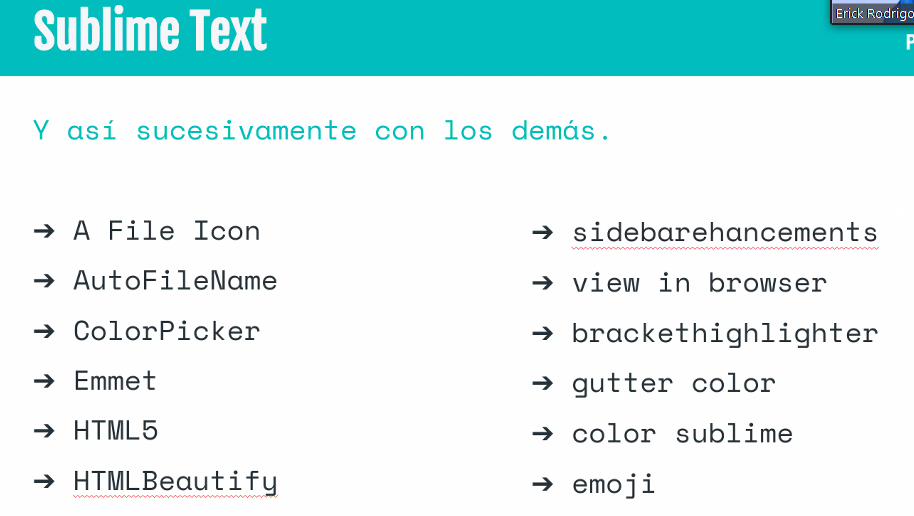 Sublime Text
Erick Rodrigo
P
Y así sucesivamente con los demás.
➔ A File Icon
➔ AutoFileName
➔ ColorPicker
➔ Emmet
➔ HTML5
➔ HTMLBeautify
➔ sidebarehancements
➔ view in browser
➔ brackethighlighter
➔ gutter color
➔ color sublime
➔ emoji